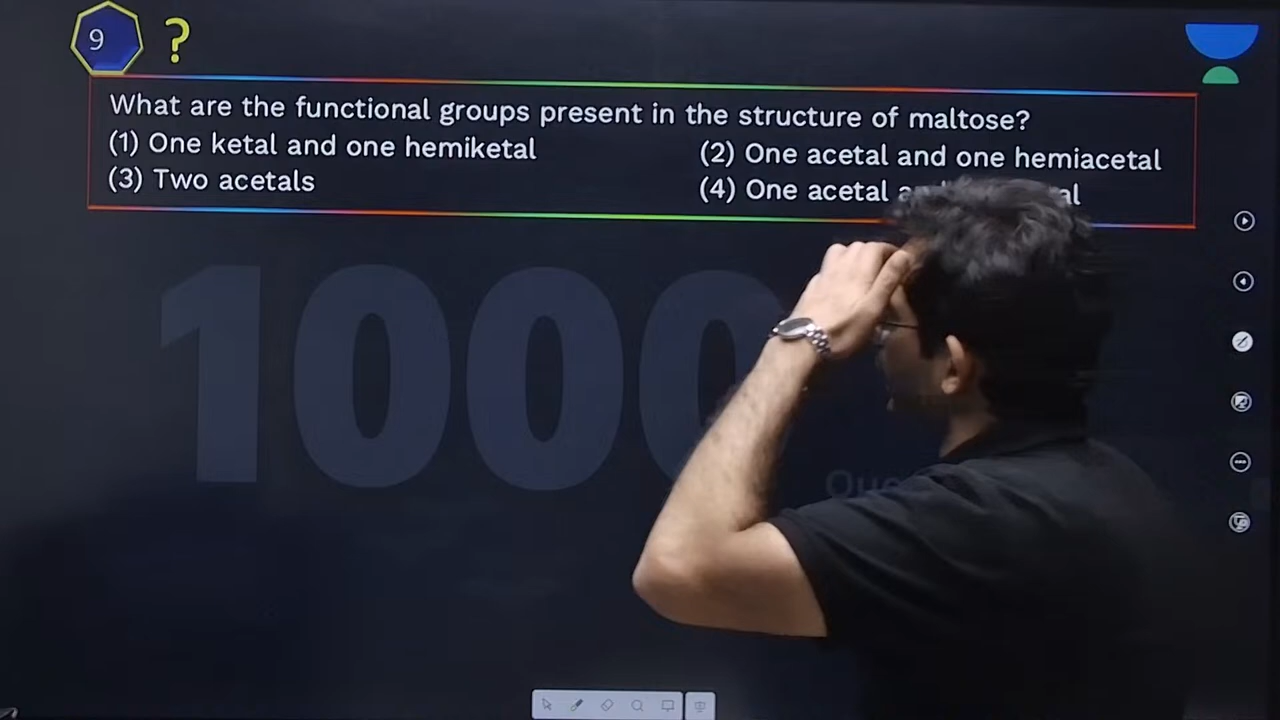 9 ?
What are the functional groups present in the structure of maltose?
(1) One ketal and one hemiketal
(2) One acetal and one hemiacetal
(3) Two acetals
(4) One acetal
1000